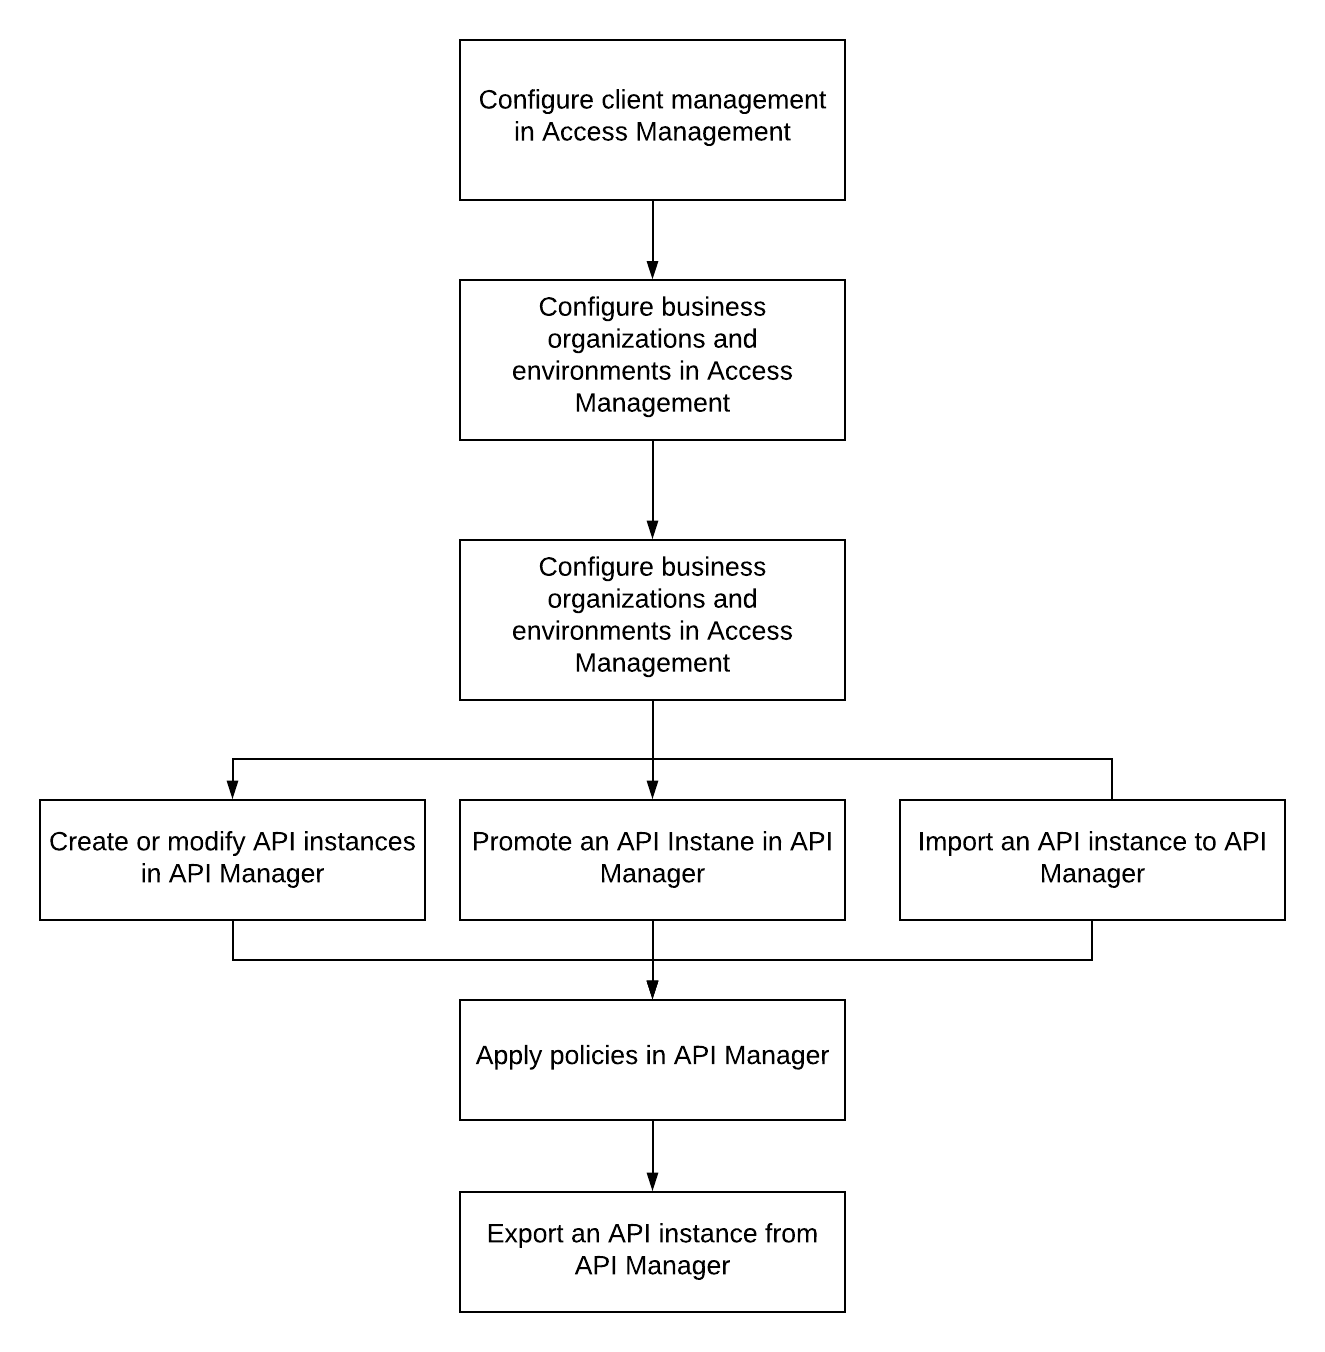 Configure client management
in Access Management
Configure business
organizations and
environments in Access
Management
Configure business
organizations and
environments in Access
Management
Create or modify API instances
in API Manager
Promote an API Instane in API
Manager
Import an API instance to API
Manager
Apply policies in API Manager
Export an API instance from
API Manager